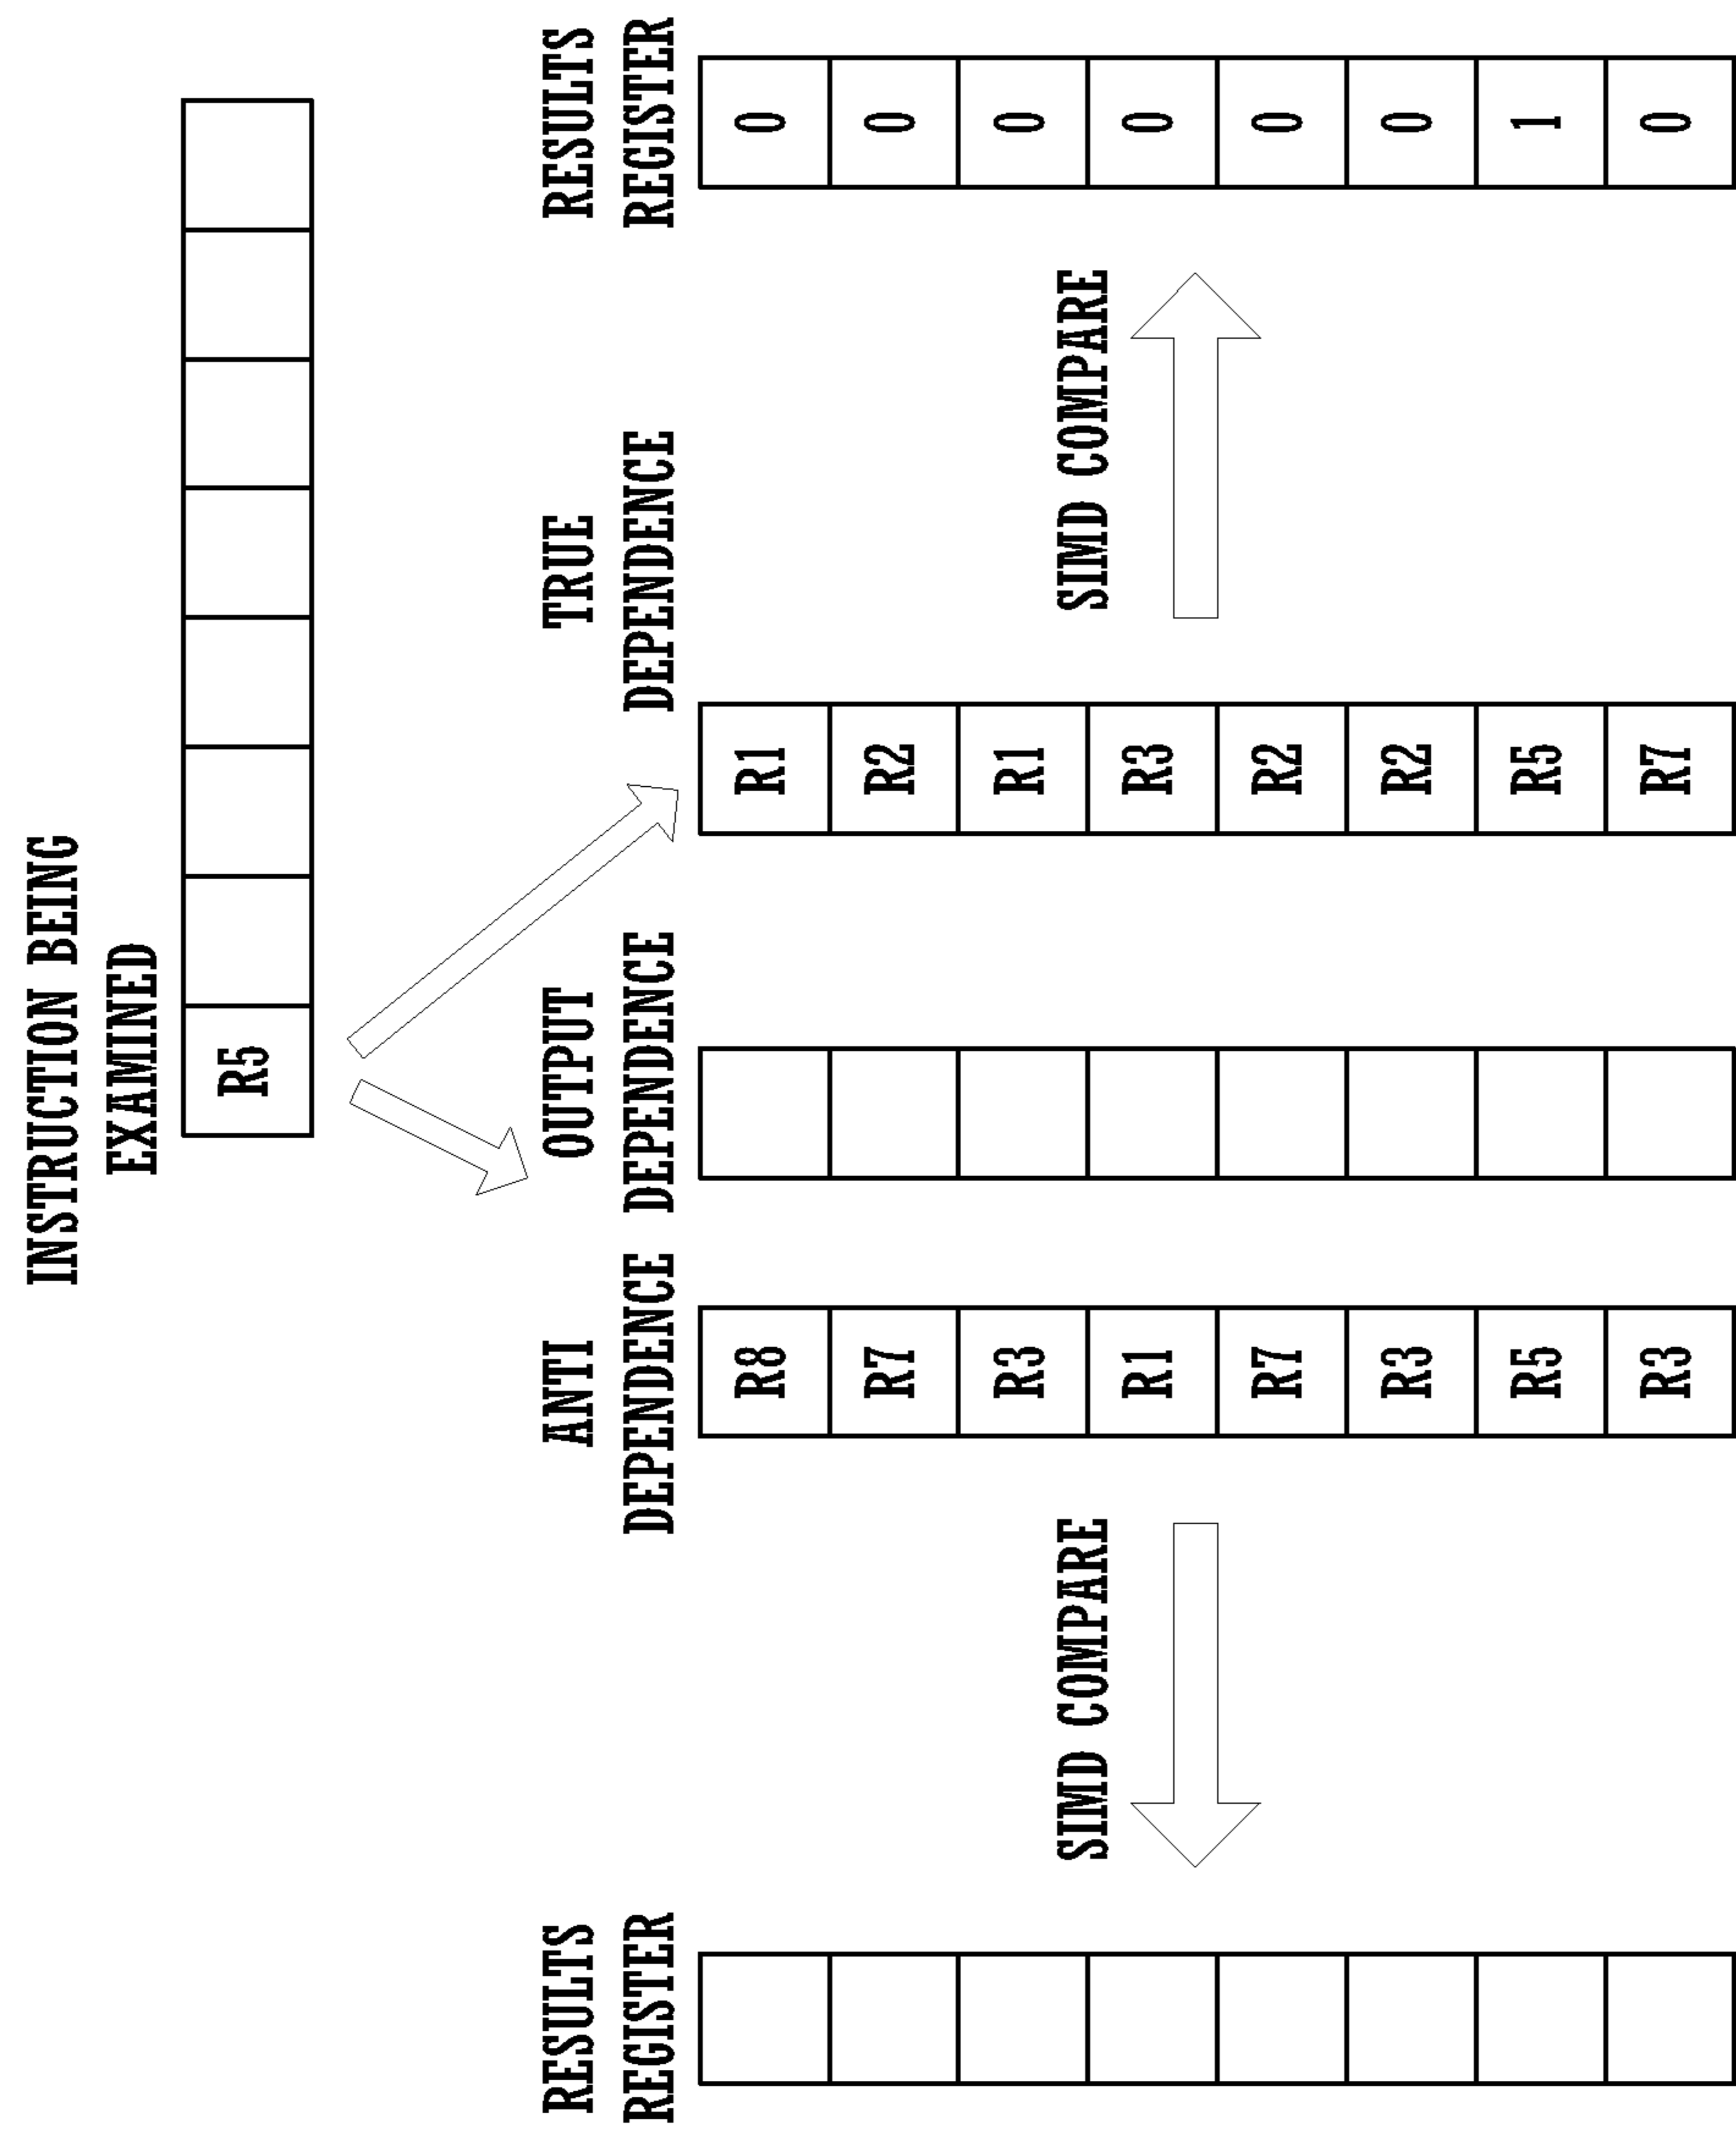 INSTRUCTION BEING
EXAMINED
R5
RESULTS
REGISTER
SIMD COMPARE
ANTI
DEPENDENCE
R8
R7
R3
R1
R7
R3
R5
R3
OUTPUT
DEPENDENCE
TRUE
DEPENDENCE
R1
R2
R1
R3
R2
R2
R5
R7
SIMD COMPARE
RESULTS
REGISTER
0
0
0
0
0
0
1
0